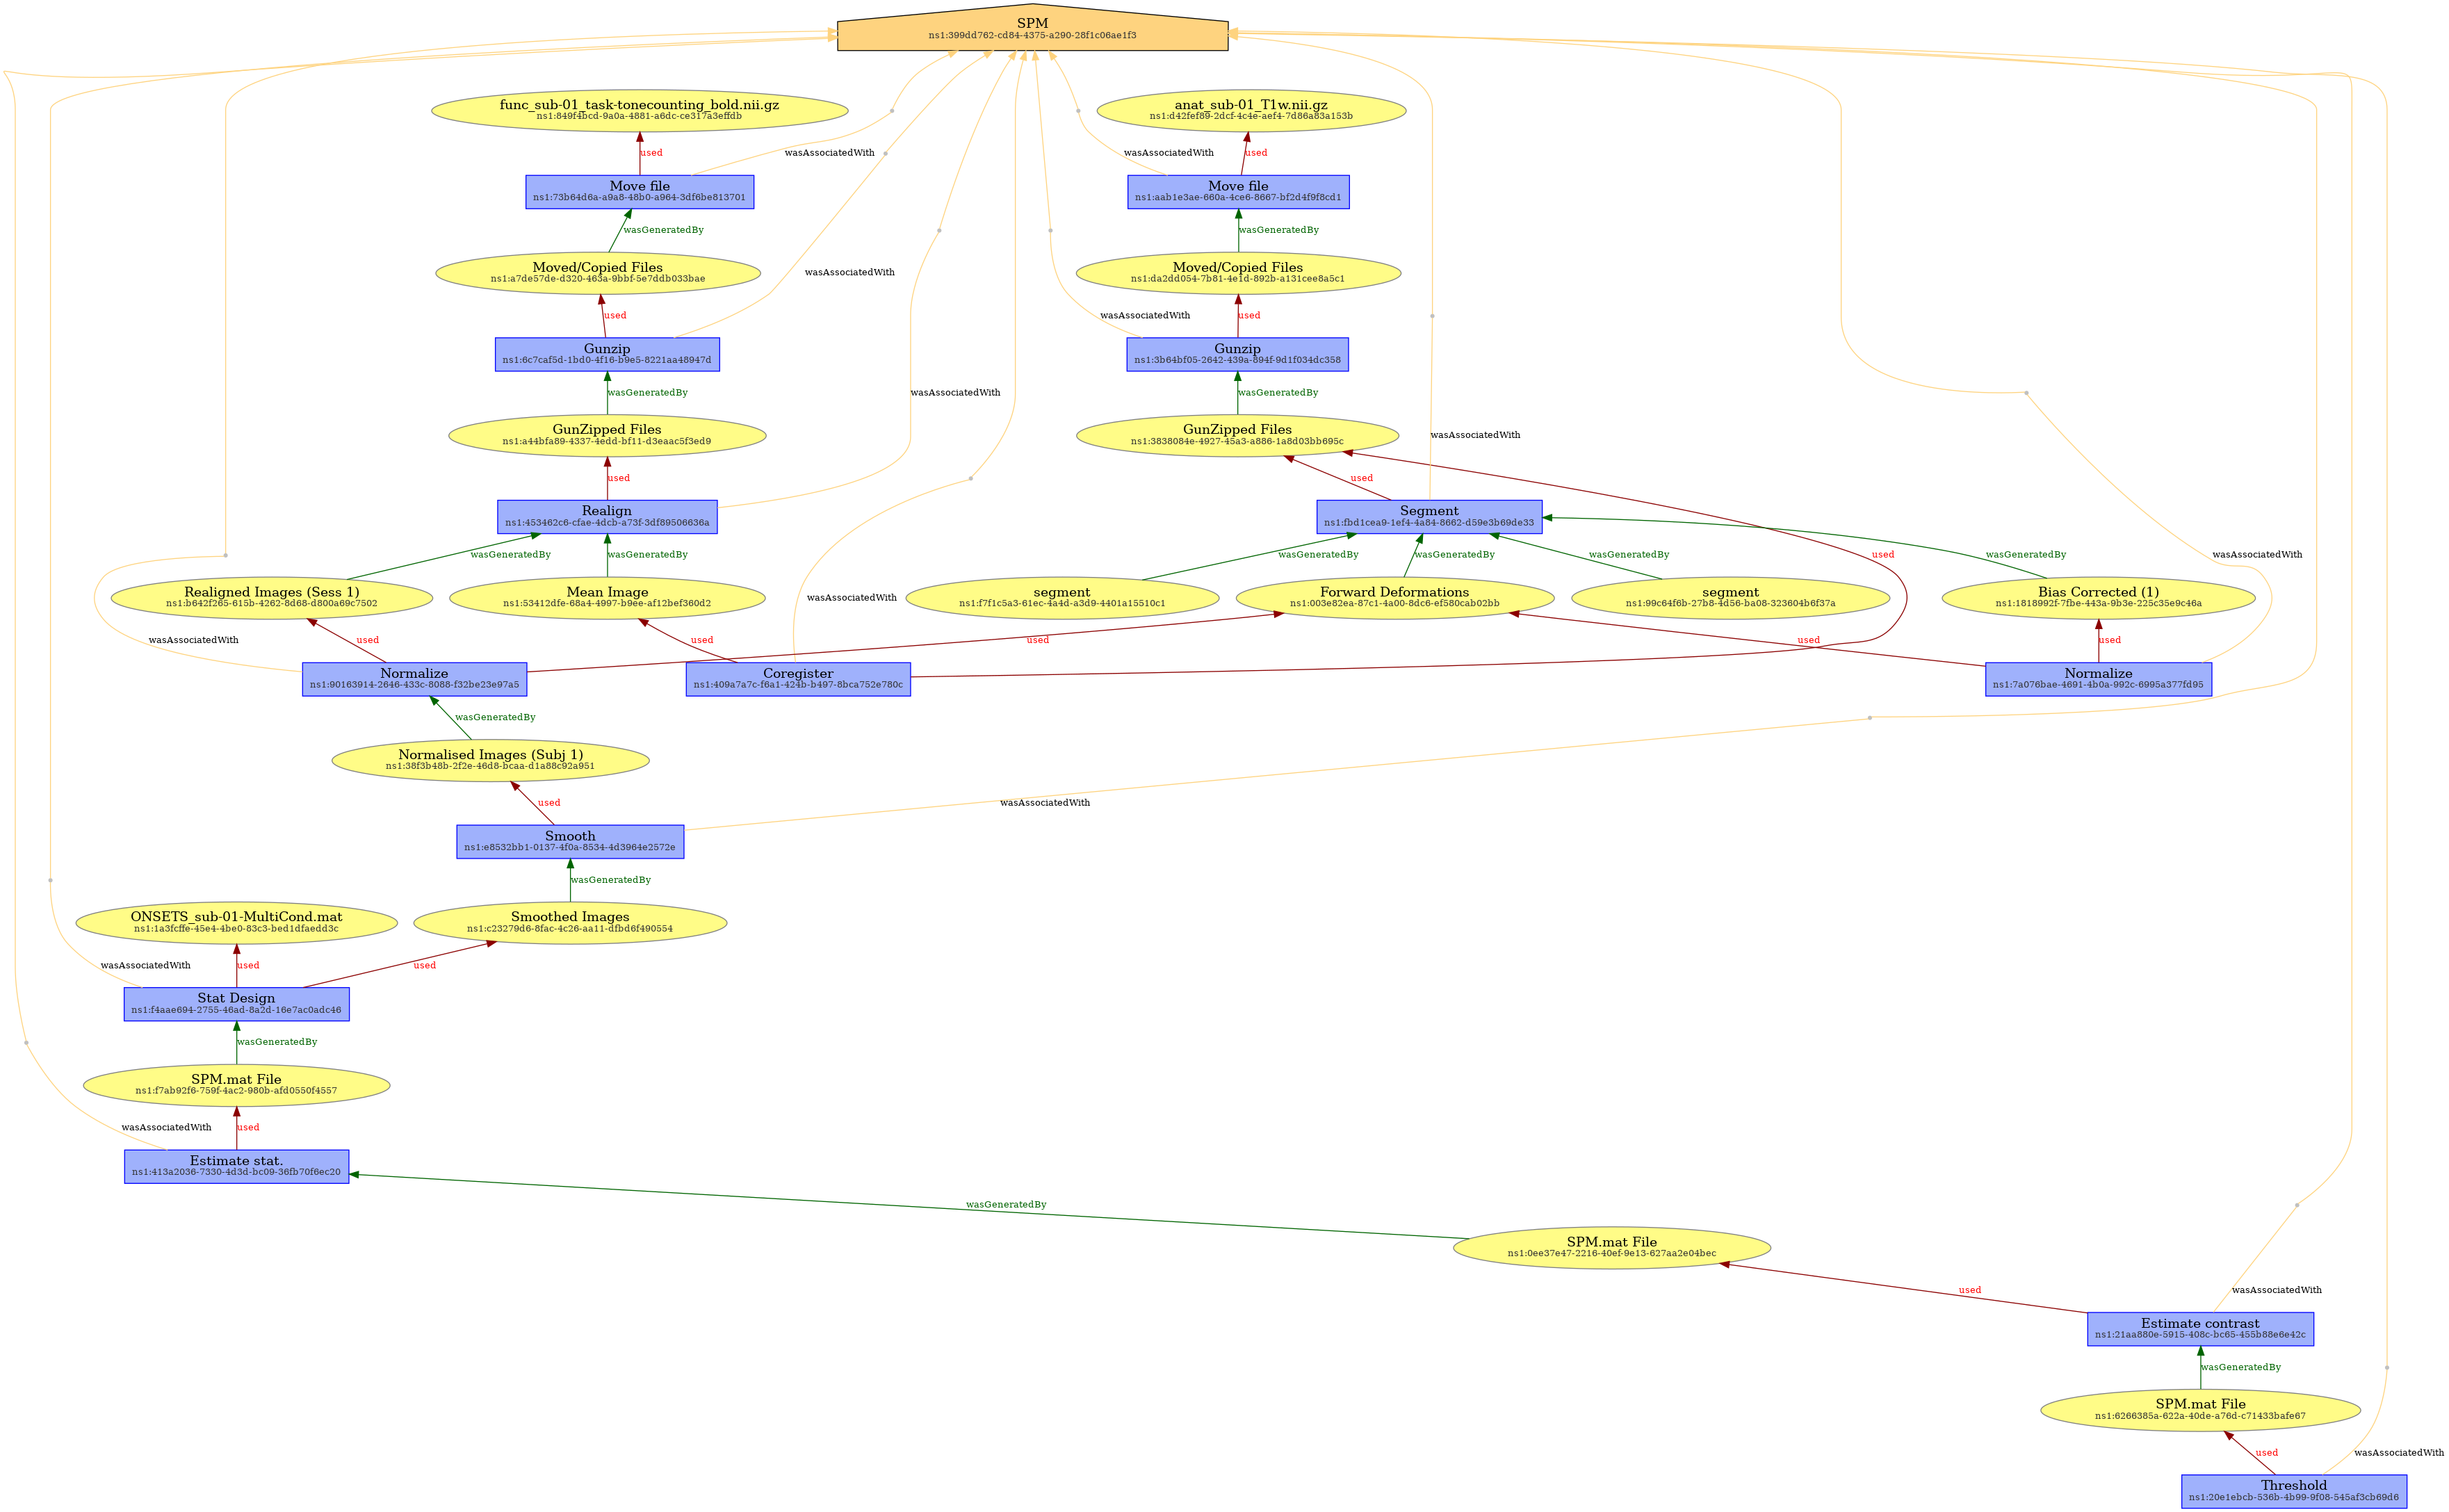 SPM
ns1:399dd762-cd84-4375-a290-28f1c06ae1f3
func_sub-01_task-tonecounting_bold.nii.gz
ns1:849f4bcd-9a0a-4881-a6dc-ce317a3effdb
anat_sub-01_T1w.nii.gz
ns1:d42fef89-2dcf-4c4e-aef4-7d86a83a153b
used
wasAssociatedWith
wasAssociatedWith
used
Move file
ns1:73b64d6a-a9a8-48b0-a964-3df6be813701
Move file
ns1:aab1e3ae-660a-4ce6-8667-bf2d4f9f8cd1
wasGeneratedBy
wasGeneratedBy
Moved/Copied Files
ns1:a7de57de-d320-463a-9bbf-5e7ddb033bae
wasAssociatedWith
Moved/Copied Files
ns1:da2dd054-7b81-4e1d-892b-a131cee8a5c1
used
wasAssociatedWith
used
Gunzip
ns1:6c7caf5d-1bd0-4f16-b9e5-8221aa48947d
Gunzip
ns1:3b64bf05-2642-439a-894f-9d1f034dc358
wasGeneratedBy
wasAssociatedWith
wasGeneratedBy
GunZipped Files
ns1:a44bfa89-4337-4edd-bf11-d3eaac5f3ed9
GunZipped Files
ns1:3838084e-4927-45a3-a886-1a8d03bb695c
wasAssociatedWith
used
used
Realign
ns1:453462c6-cfae-4dcb-a73f-3df89506636a
Segment
ns1:fbd1cea9-1ef4-4a84-8662-d59e3b69de33
wasGeneratedBy
wasGeneratedBy
wasGeneratedBy
wasGeneratedBy
wasGeneratedBy
used
wasGeneratedBy
wasAssociatedWith
Realigned Images (Sess 1)
ns1:b642f265-615b-4262-8d68-d800a69c7502
Mean Image
ns1:53412dfe-68a4-4997-b9ee-af12bef360d2
wasAssociatedWith
segment
ns1:f7f1c5a3-61ec-4a4d-a3d9-4401a15510c1
Forward Deformations
ns1:003e82ea-87c1-4a00-8dc6-ef580cab02bb
segment
ns1:99c64f6b-27b8-4d56-ba08-323604b6f37a
Bias Corrected (1)
ns1:1818992f-7fbe-443a-9b3e-225c35e9c46a
wasAssociatedWith
used
used
used
used
used
Normalize
ns1:90163914-2646-433c-8088-f32be23e97a5
Coregister
ns1:409a7a7c-f6a1-424b-b497-8bca752e780c
Normalize
ns1:7a076bae-4691-4b0a-992c-6995a377fd95
wasGeneratedBy
Normalised Images (Subj 1)
ns1:38f3b48b-2f2e-46d8-bcaa-d1a88c92a951
used
wasAssociatedWith
Smooth
ns1:e8532bb1-0137-4f0a-8534-4d3964e2572e
wasGeneratedBy
ONSETS_sub-01-MultiCond.mat
ns1:1a3fcffe-45e4-4be0-83c3-bed1dfaedd3c
Smoothed Images
ns1:c23279d6-8fac-4c26-aa11-dfbd6f490554
wasAssociatedWith
used
used
Stat Design
ns1:f4aae694-2755-46ad-8a2d-16e7ac0adc46
wasGeneratedBy
SPM.mat File
ns1:f7ab92f6-759f-4ac2-980b-afd0550f4557
wasAssociatedWith
used
Estimate stat.
ns1:413a2036-7330-4d3d-bc09-36fb70f6ec20
wasGeneratedBy
SPM.mat File
ns1:0ee37e47-2216-40ef-9e13-627aa2e04bec
used
wasAssociatedWith
Estimate contrast
ns1:21aa880e-5915-408c-bc65-455b88e6e42c
wasGeneratedBy
SPM.mat File
ns1:6266385a-622a-40de-a76d-c71433bafe67
used
wasAssociatedWith
Threshold
ns1:20e1ebcb-536b-4b99-9f08-545af3cb69d6